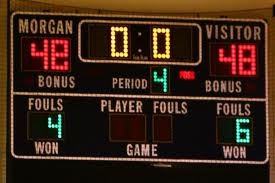 MORGAN 0:0 VISITOR
48 48
BONUS PERIOD 4 POSS BONUS
FOULS PLAYER FOULS FOULS
4 6
WON GAME WON